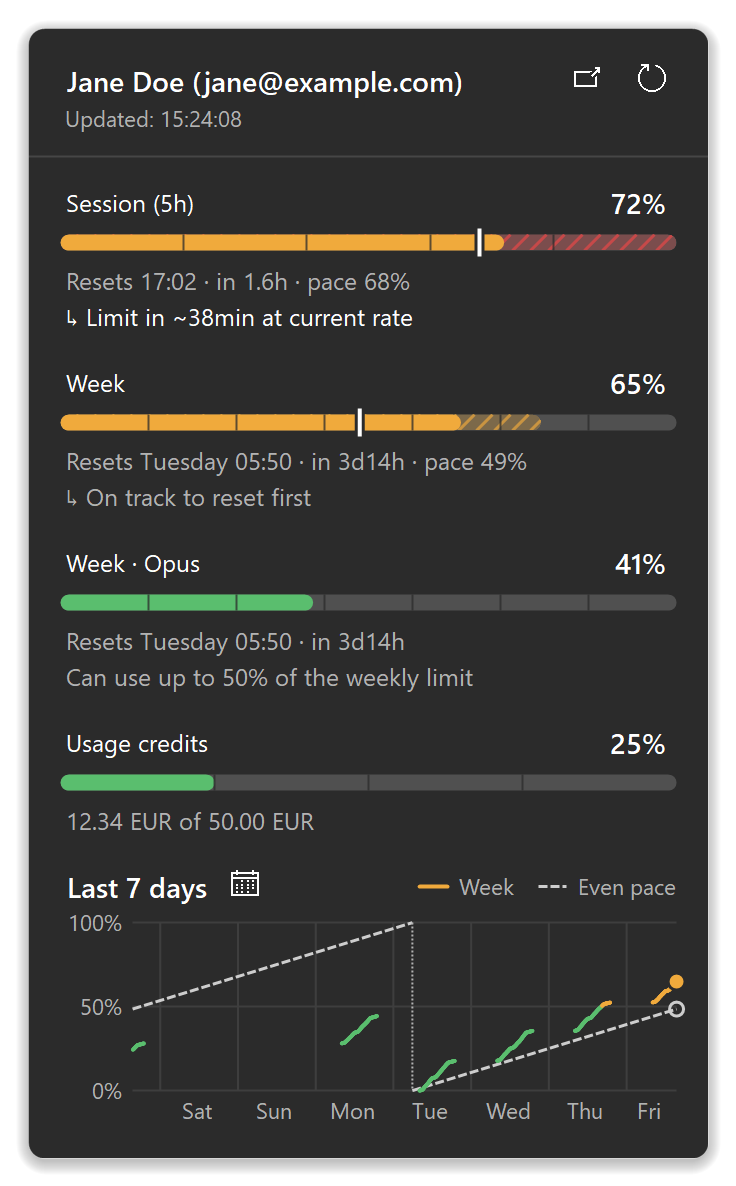 Jane Doe (jane@example.com)
Updated: 15:24:08
Session (5h) 72%
Resets 17:02 · in 1.6h · pace 68%
↳ Limit in ~38min at current rate
Week 65%
Resets Tuesday 05:50 · in 3d14h · pace 49%
↳ On track to reset first
Week · Opus 41%
Resets Tuesday 05:50 · in 3d14h
Can use up to 50% of the weekly limit
Usage credits 25%
12.34 EUR of 50.00 EUR
Last 7 days Week Even pace
100%
50%
0%
Sat Sun Mon Tue Wed Thu Fri